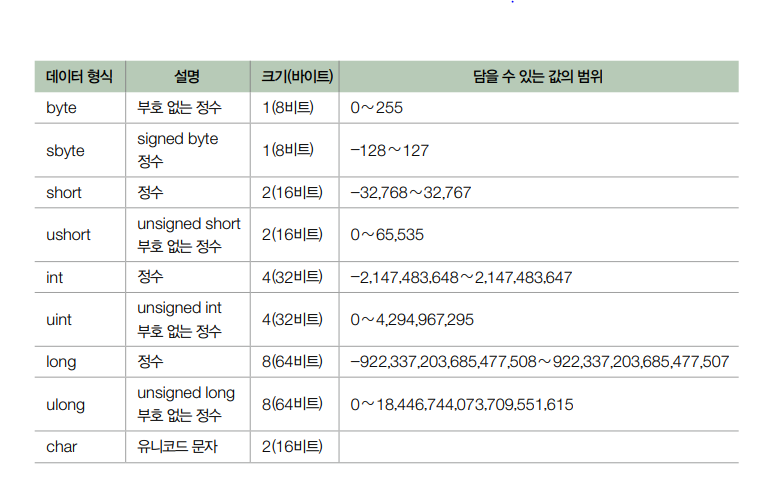 데이터 형식 설명 크기(바이트) 담을 수 있는 값의 범위
byte 부호 없는 정수 1(8비트) 0~255
sbyte signed byte 1(8비트) −128~127
정수
short 정수 2(16비트) −32,768~32,767
ushort unsigned short 2(16비트) 0~65,535
부호 없는 정수
int 정수 4(32비트) −2,147,483,648~2,147,483,647
uint unsigned int 4(32비트) 0~4,294,967,295
부호 없는 정수
long 정수 8(64비트) −922,337,203,685,477,508~922,337,203,685,477,507
ulong unsigned long 8(64비트) 0~18,446,744,073,709,551,615
부호 없는 정수
char 유니코드 문자 2(16비트)